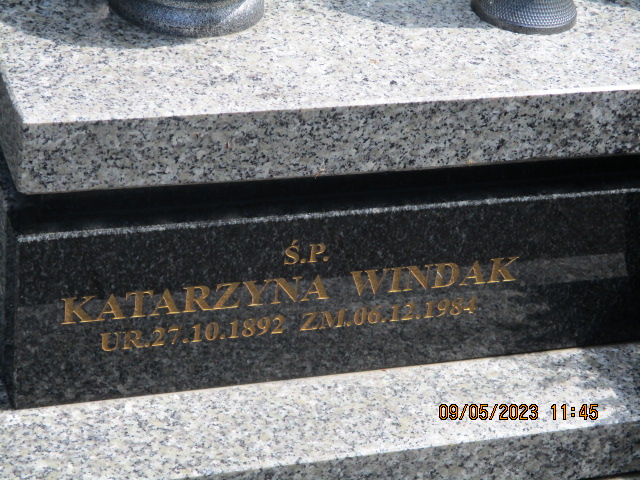 Ś.P.
KATARZYNA WINDAK
UR.27.10.1892 ZM.06.12.1984
09/05/2023 11:45